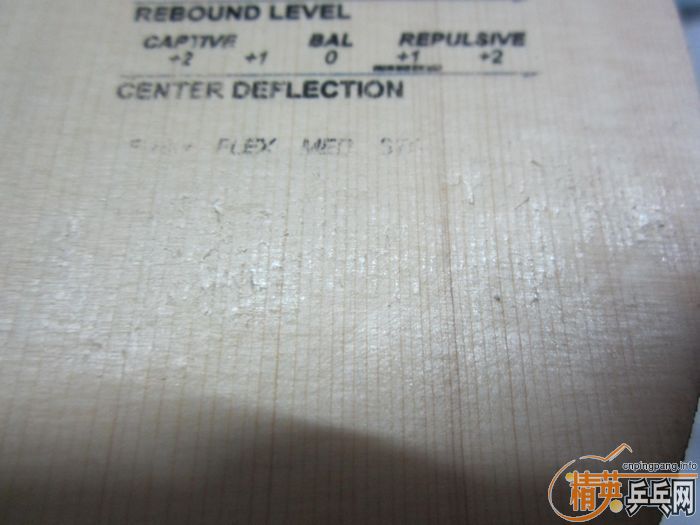 REBOUND LEVEL
CAPTIVE BAL REPULSIVE
+2 +1 0 +1 +2
CENTER DEFLECTION
FLEX MED
cnpingpang.info
精英乒乓网